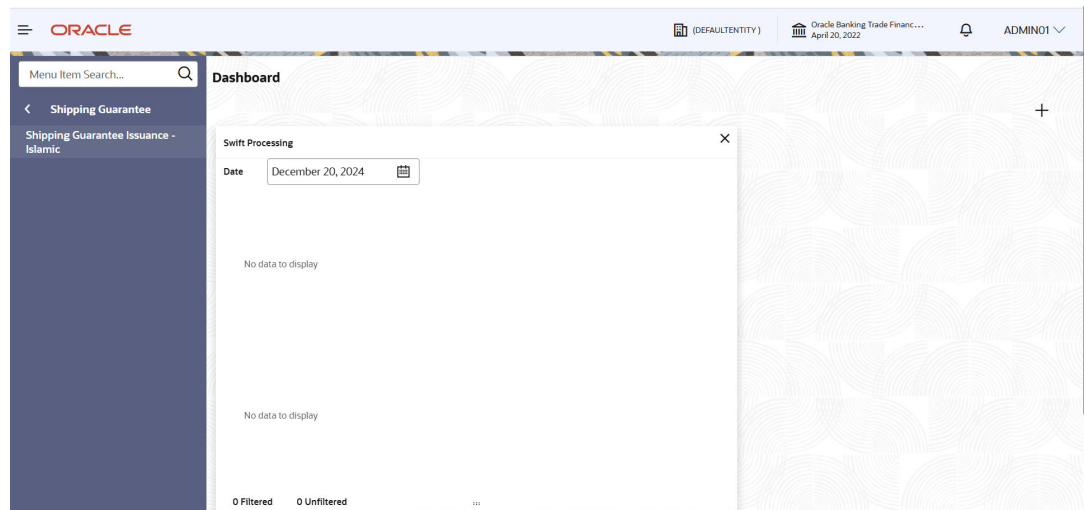 ORACLE
(DEFAULTENTITY )
Oracle Banking Trade Financ...
April 20, 2022
ADMIN01
Menu Item Search...
Shipping Guarantee
Shipping Guarantee Issuance -
Islamic
Dashboard
Swift Processing
Date
December 20, 2024
No data to display
No data to display
0 Filtered
0 Unfiltered